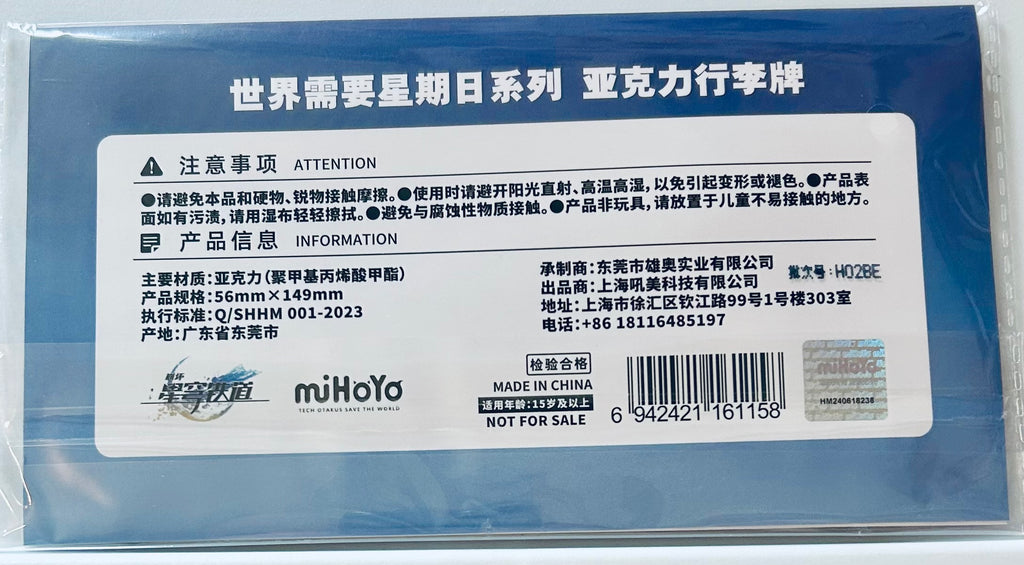 世界需要星期日系列 亚克力行李牌
注意事项 ATTENTION
●请避免本品和硬物、锐物接触摩擦。●使用时请避开阳光直射、高温高湿,以免引起变形或褪色。●产品表
面如有污渍,请用湿布轻轻擦拭。●避免与腐蚀性物质接触。●产品非玩具,请放置于儿童不易接触的地方。
产品信息 INFORMATION
主要材质:亚克力(聚甲基丙烯酸甲酯)
产品规格:56mm×149mm
执行标准:Q/SHHM 001-2023
产地:广东省东莞市
承制商:东莞市雄奥实业有限公司
出品商:上海吼美科技有限公司
地址:上海市徐汇区钦江路99号1号楼303室
电话:+86 18116485197
批次号:H02BE
崩坏
星穹铁道
miHoYo
TECH OTAKUS SAVE THE WORLD
检验合格
MADE IN CHINA
适用年龄:15岁及以上
NOT FOR SALE
6 942421 161158
miHoYo
HM240618238